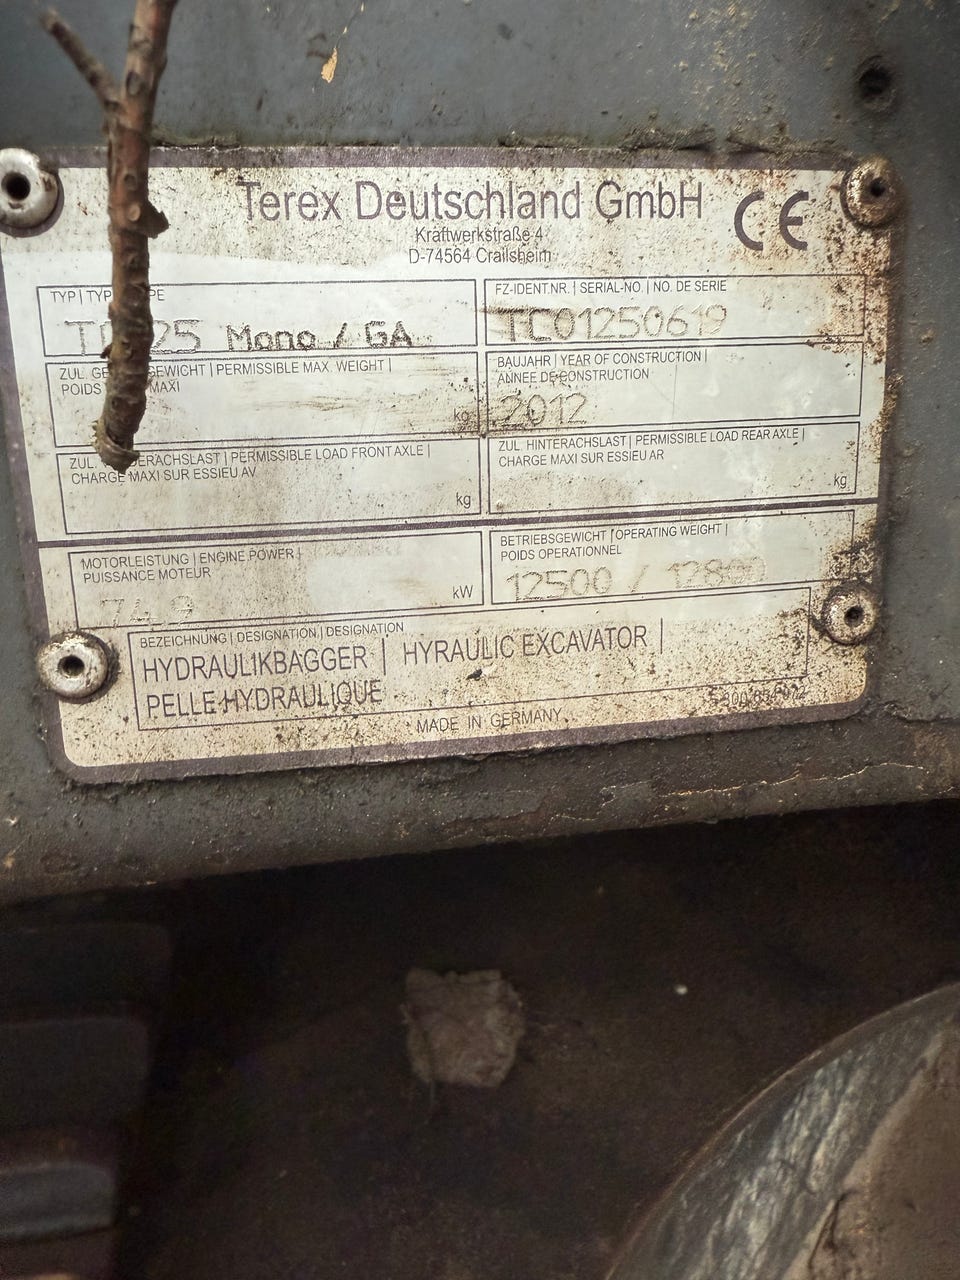 Terex Deutschland GmbH
Kraftwerkstraße 4
D-74564 Crailsheim
CE
TYP | TYPE
FZ-IDENT.NR. | SERIAL-NO. | NO. DE SERIE
Mono / GA
TC01250619
ZUL. | PERMISSIBLE MAX. WEIGHT |
POIDS MAXI
kg
BAUJAHR | YEAR OF CONSTRUCTION |
ANNEE DE CONSTRUCTION
2012
ZUL. | PERMISSIBLE LOAD FRONT AXLE |
CHARGE MAXI SUR ESSIEU AV
kg
ZUL. HINTERACHSLAST | PERMISSIBLE LOAD REAR AXLE |
CHARGE MAXI SUR ESSIEU AR
kg
MOTORLEISTUNG | ENGINE POWER |
PUISSANCE MOTEUR
74.9
kW
BETRIEBSGEWICHT | OPERATING WEIGHT |
POIDS OPERATIONNEL
12500 / 12800
BEZEICHNUNG | DESIGNATION | DESIGNATION
HYDRAULIKBAGGER | HYRAULIC EXCAVATOR |
PELLE HYDRAULIQUE
MADE IN GERMANY